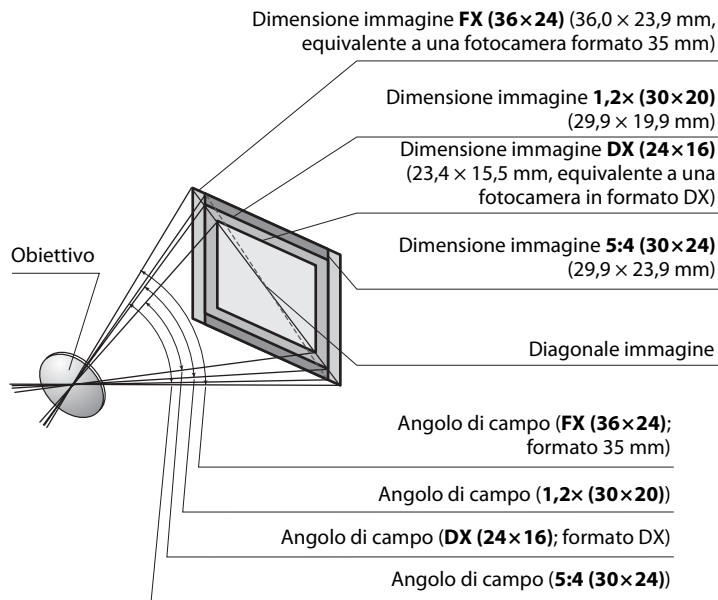 Dimensione immagine FX (36×24) (36,0 × 23,9 mm,
equivalente a una fotocamera formato 35 mm)
Dimensione immagine 1,2× (30×20)
(29,9 × 19,9 mm)
Dimensione immagine DX (24×16)
(23,4 × 15,5 mm, equivalente a una
fotocamera in formato DX)
Dimensione immagine 5:4 (30×24)
(29,9 × 23,9 mm)
Obiettivo
Diagonale immagine
Angolo di campo (FX (36×24);
formato 35 mm)
Angolo di campo (1,2× (30×20))
Angolo di campo (DX (24×16); formato DX)
Angolo di campo (5:4 (30×24))